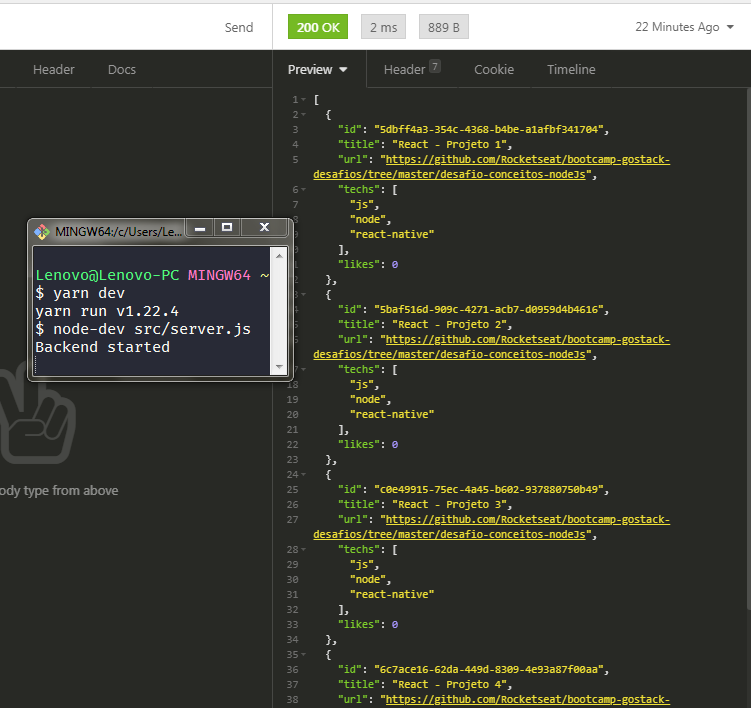 Send
200 OK
2 ms
889 B
22 Minutes Ago
Header
Docs
Preview
Header 7
Cookie
Timeline
1 [
2 {
3 "id": "5dbff4a3-354c-4368-b4be-a1afbf341704",
4 "title": "React - Projeto 1",
5 "url": "https://github.com/Rocketseat/bootcamp-gostack-
desafios/tree/master/desafio-conceitos-nodeJs",
6 "techs": [
7 "js",
8 "node",
"react-native"
],
"likes": 0
},
{
"id": "5baf516d-909c-4271-acb7-d0959d4b4616",
"title": "React - Projeto 2",
"url": "https://github.com/Rocketseat/bootcamp-gostack-
desafios/tree/master/desafio-conceitos-nodeJs",
"techs": [
18 "js",
19 "node",
20 "react-native"
21 ],
22 "likes": 0
23 },
24 {
25 "id": "c0e49915-75ec-4a45-b602-937880750b49",
26 "title": "React - Projeto 3",
27 "url": "https://github.com/Rocketseat/bootcamp-gostack-
desafios/tree/master/desafio-conceitos-nodeJs",
28 "techs": [
29 "js",
30 "node",
31 "react-native"
32 ],
33 "likes": 0
34 },
35 {
36 "id": "6c7ace16-62da-449d-8309-4e93a87f00aa",
37 "title": "React - Projeto 4",
38 "url": "https://github.com/Rocketseat/bootcamp-gostack-
MINGW64:/c/Users/Le...
Lenovo@Lenovo-PC MINGW64 ~
$ yarn dev
yarn run v1.22.4
$ node-dev src/server.js
Backend started
ody type from above